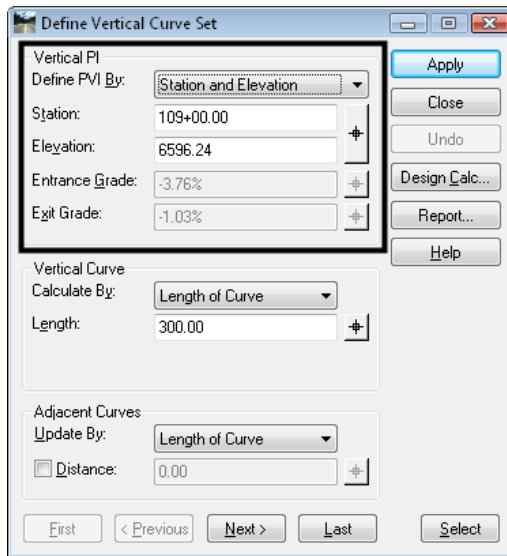 Define Vertical Curve Set
Vertical PI
Define PVI By: Station and Elevation
Station: 109+00.00
Elevation: 6596.24
Entrance Grade: -3.76%
Exit Grade: -1.03%
Vertical Curve
Calculate By: Length of Curve
Length: 300.00
Adjacent Curves
Update By: Length of Curve
Distance: 0.00
First < Previous Next > Last Select
Apply
Close
Undo
Design Calc...
Report...
Help